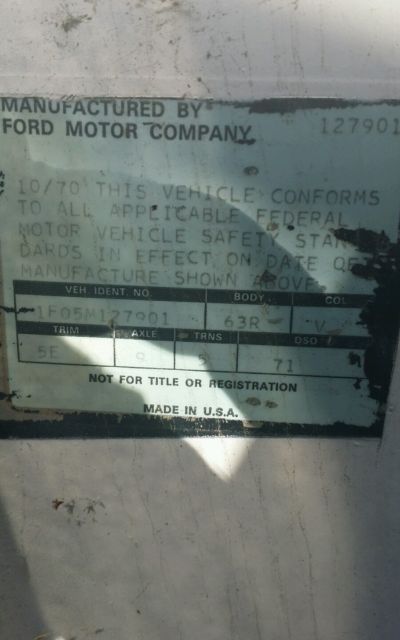 MANUFACTURED BY
FORD MOTOR COMPANY 127901
10/70 THIS VEHICLE CONFORMS
TO ALL APPLICABLE FEDERAL
MOTOR VEHICLE SAFETY STAN
DARDS IN EFFECT ON DATE OF
MANUFACTURE SHOWN ABOVE
VEH. IDENT. NO. BODY COL
1F05M127901 63R V
TRIM AXLE TRNS DSO
5E 9 5 71
NOT FOR TITLE OR REGISTRATION
MADE IN U.S.A.